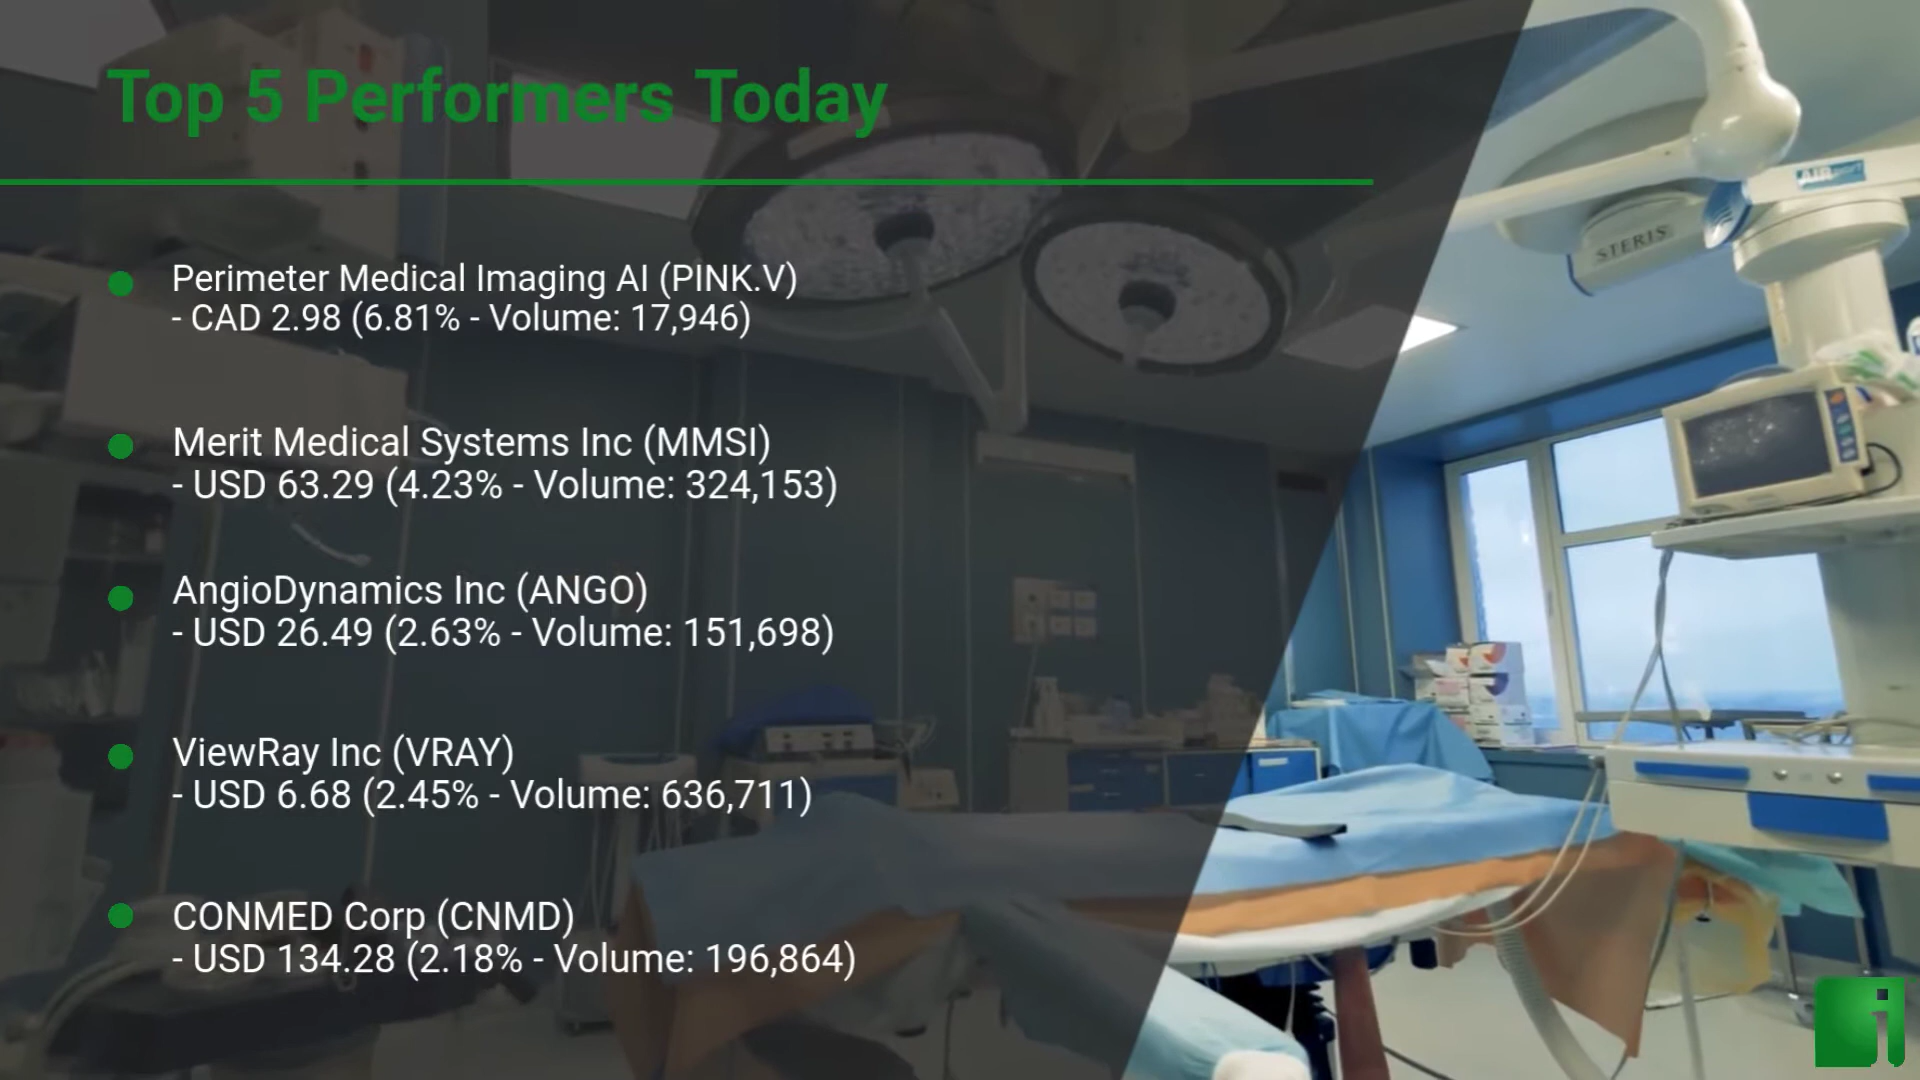 Top 5 Performers Today
Perimeter Medical Imaging AI (PINK.V)
- CAD 2.98 (6.81% - Volume: 17,946)
Merit Medical Systems Inc (MMSI)
- USD 63.29 (4.23% - Volume: 324,153)
AngioDynamics Inc (ANGO)
- USD 26.49 (2.63% - Volume: 151,698)
ViewRay Inc (VRAY)
- USD 6.68 (2.45% - Volume: 636,711)
CONMED Corp (CNMD)
- USD 134.28 (2.18% - Volume: 196,864)
STERIS
i